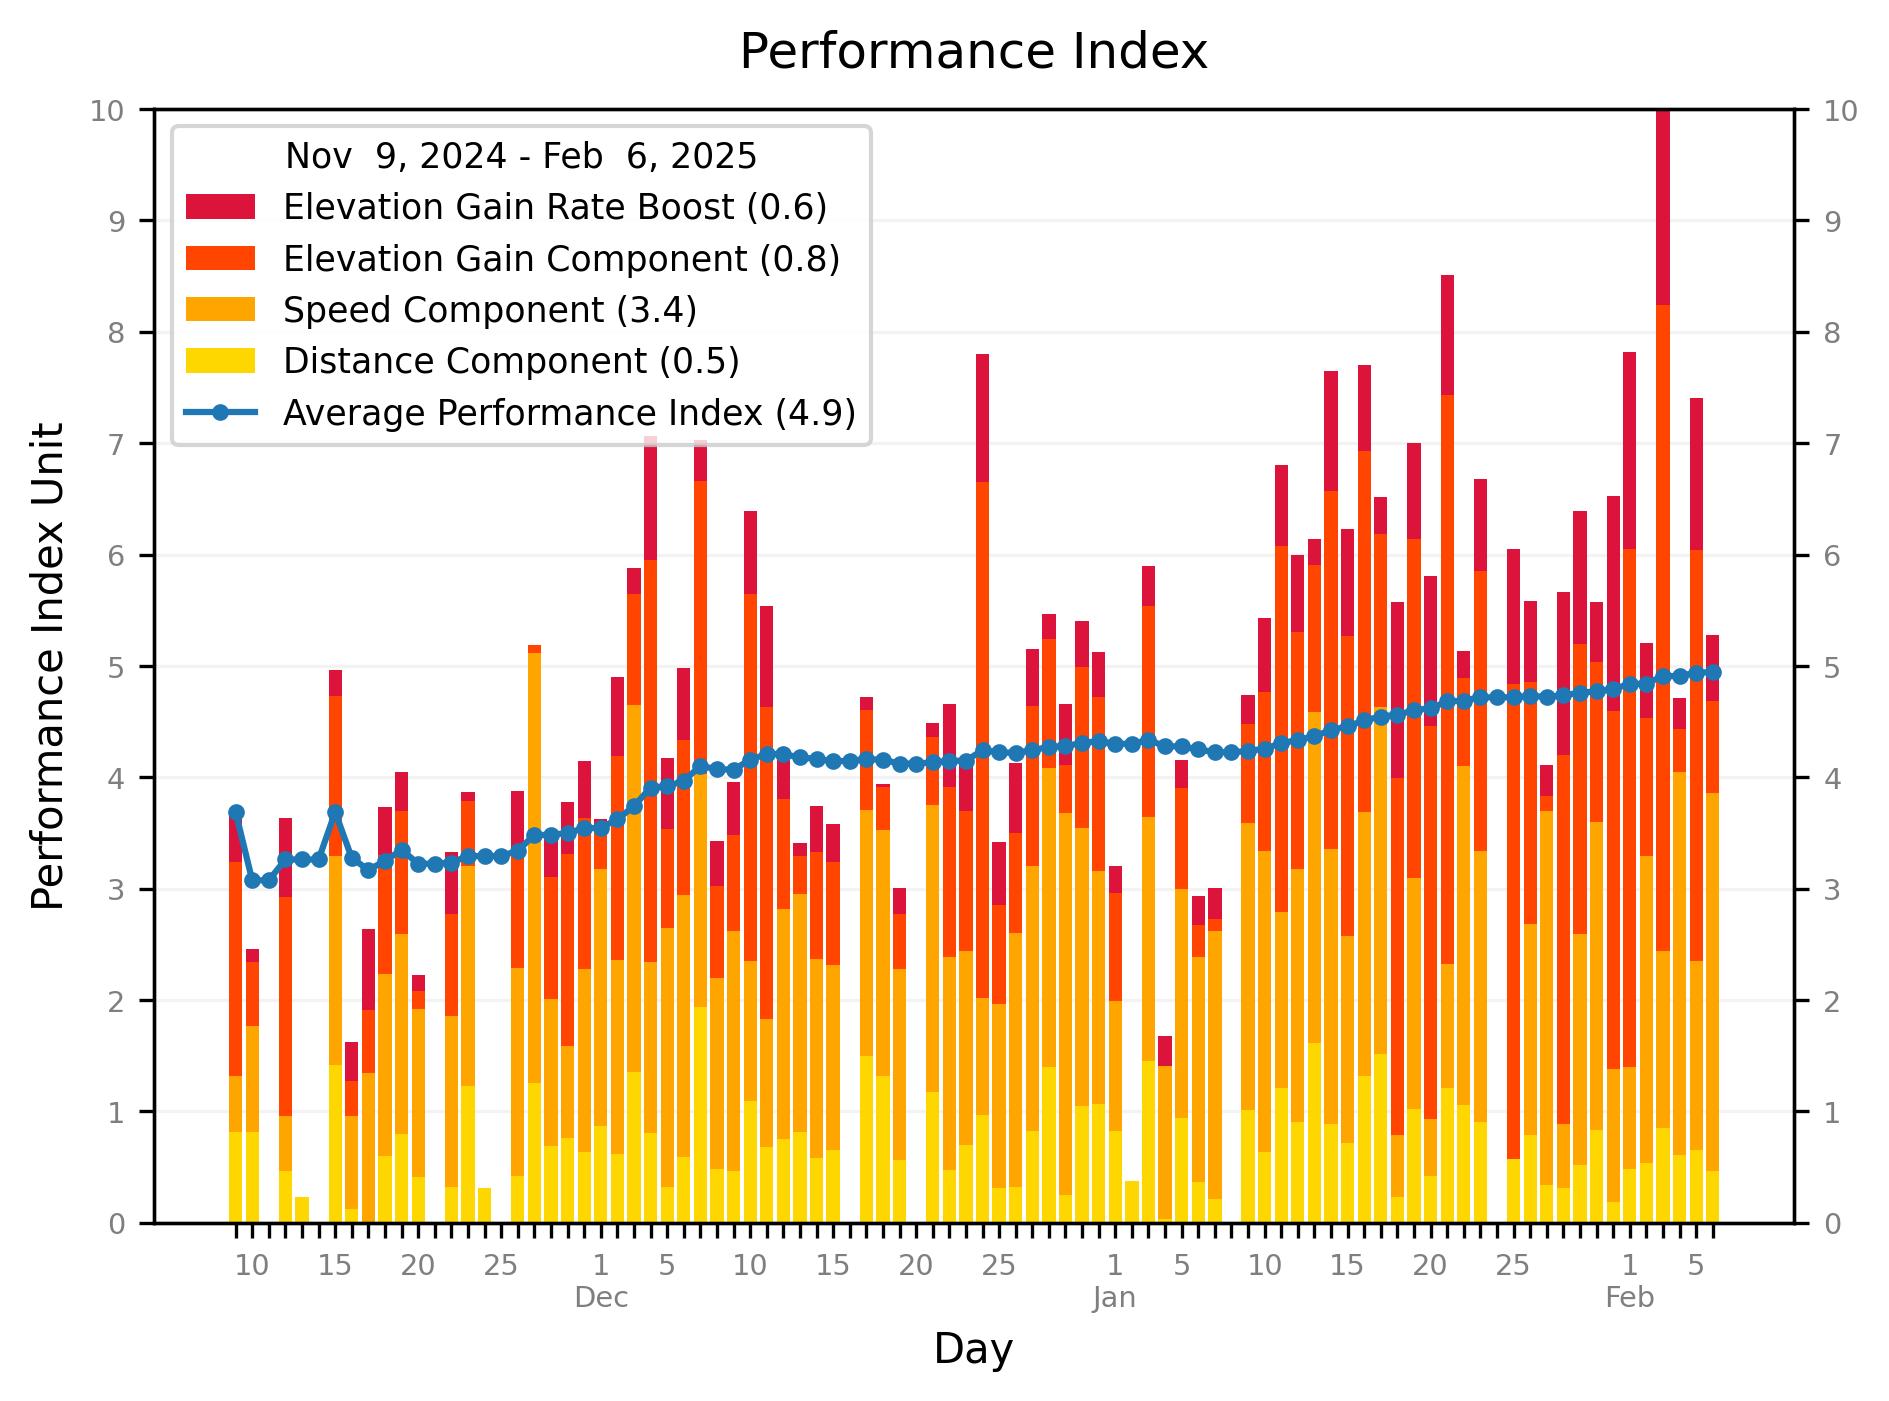 Performance Index
Nov  9, 2024 - Feb  6, 2025
Elevation Gain Rate Boost (0.6)
Elevation Gain Component (0.8)
Speed Component (3.4)
Distance Component (0.5)
Average Performance Index (4.9)
Performance Index Unit
10
9
8
7
6
5
4
3
2
1
0
10
9
8
7
6
5
4
3
2
1
0
10 15 20 25 1 5 10 15 20 25 1 5 10 15 20 25 1 5
Dec Jan Feb
Day